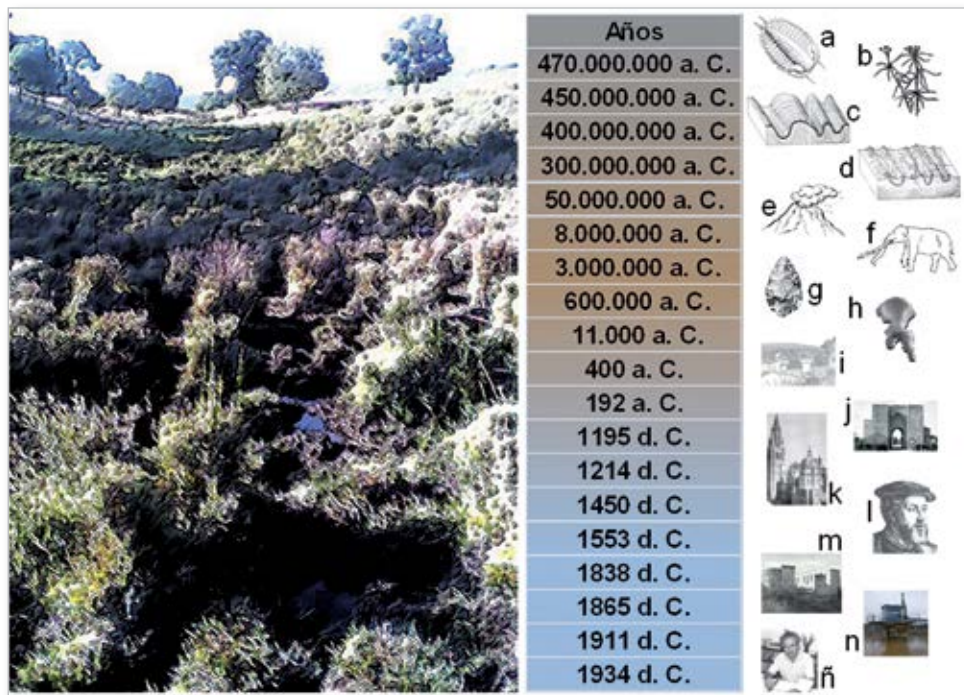 Años
470.000.000 a. C.
450.000.000 a. C.
400.000.000 a. C.
300.000.000 a. C.
50.000.000 a. C.
8.000.000 a. C.
3.000.000 a. C.
600.000 a. C.
11.000 a. C.
400 a. C.
192 a. C.
1195 d. C.
1214 d. C.
1450 d. C.
1553 d. C.
1838 d. C.
1865 d. C.
1911 d. C.
1934 d. C.
a
b
c
d
e
f
g
h
i
j
k
l
m
n
ñ